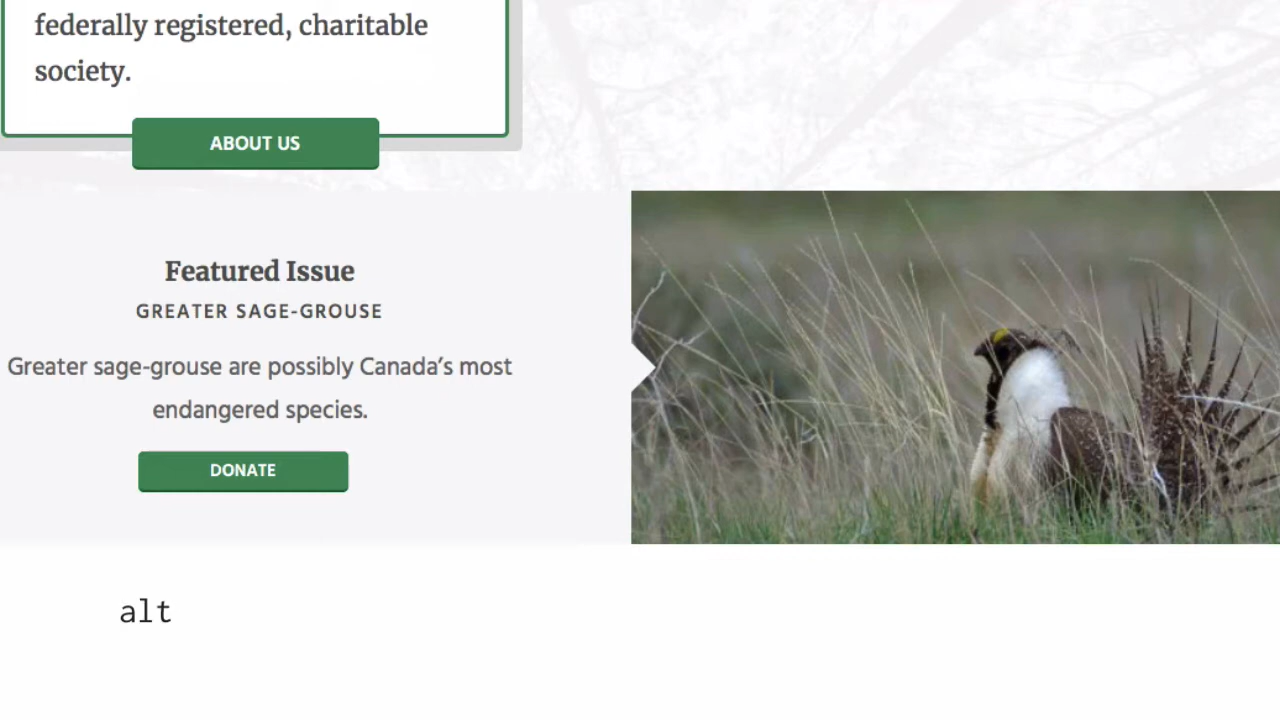 federally registered, charitable
society.
ABOUT US
Featured Issue
GREATER SAGE-GROUSE
Greater sage-grouse are possibly Canada’s most
endangered species.
DONATE
alt